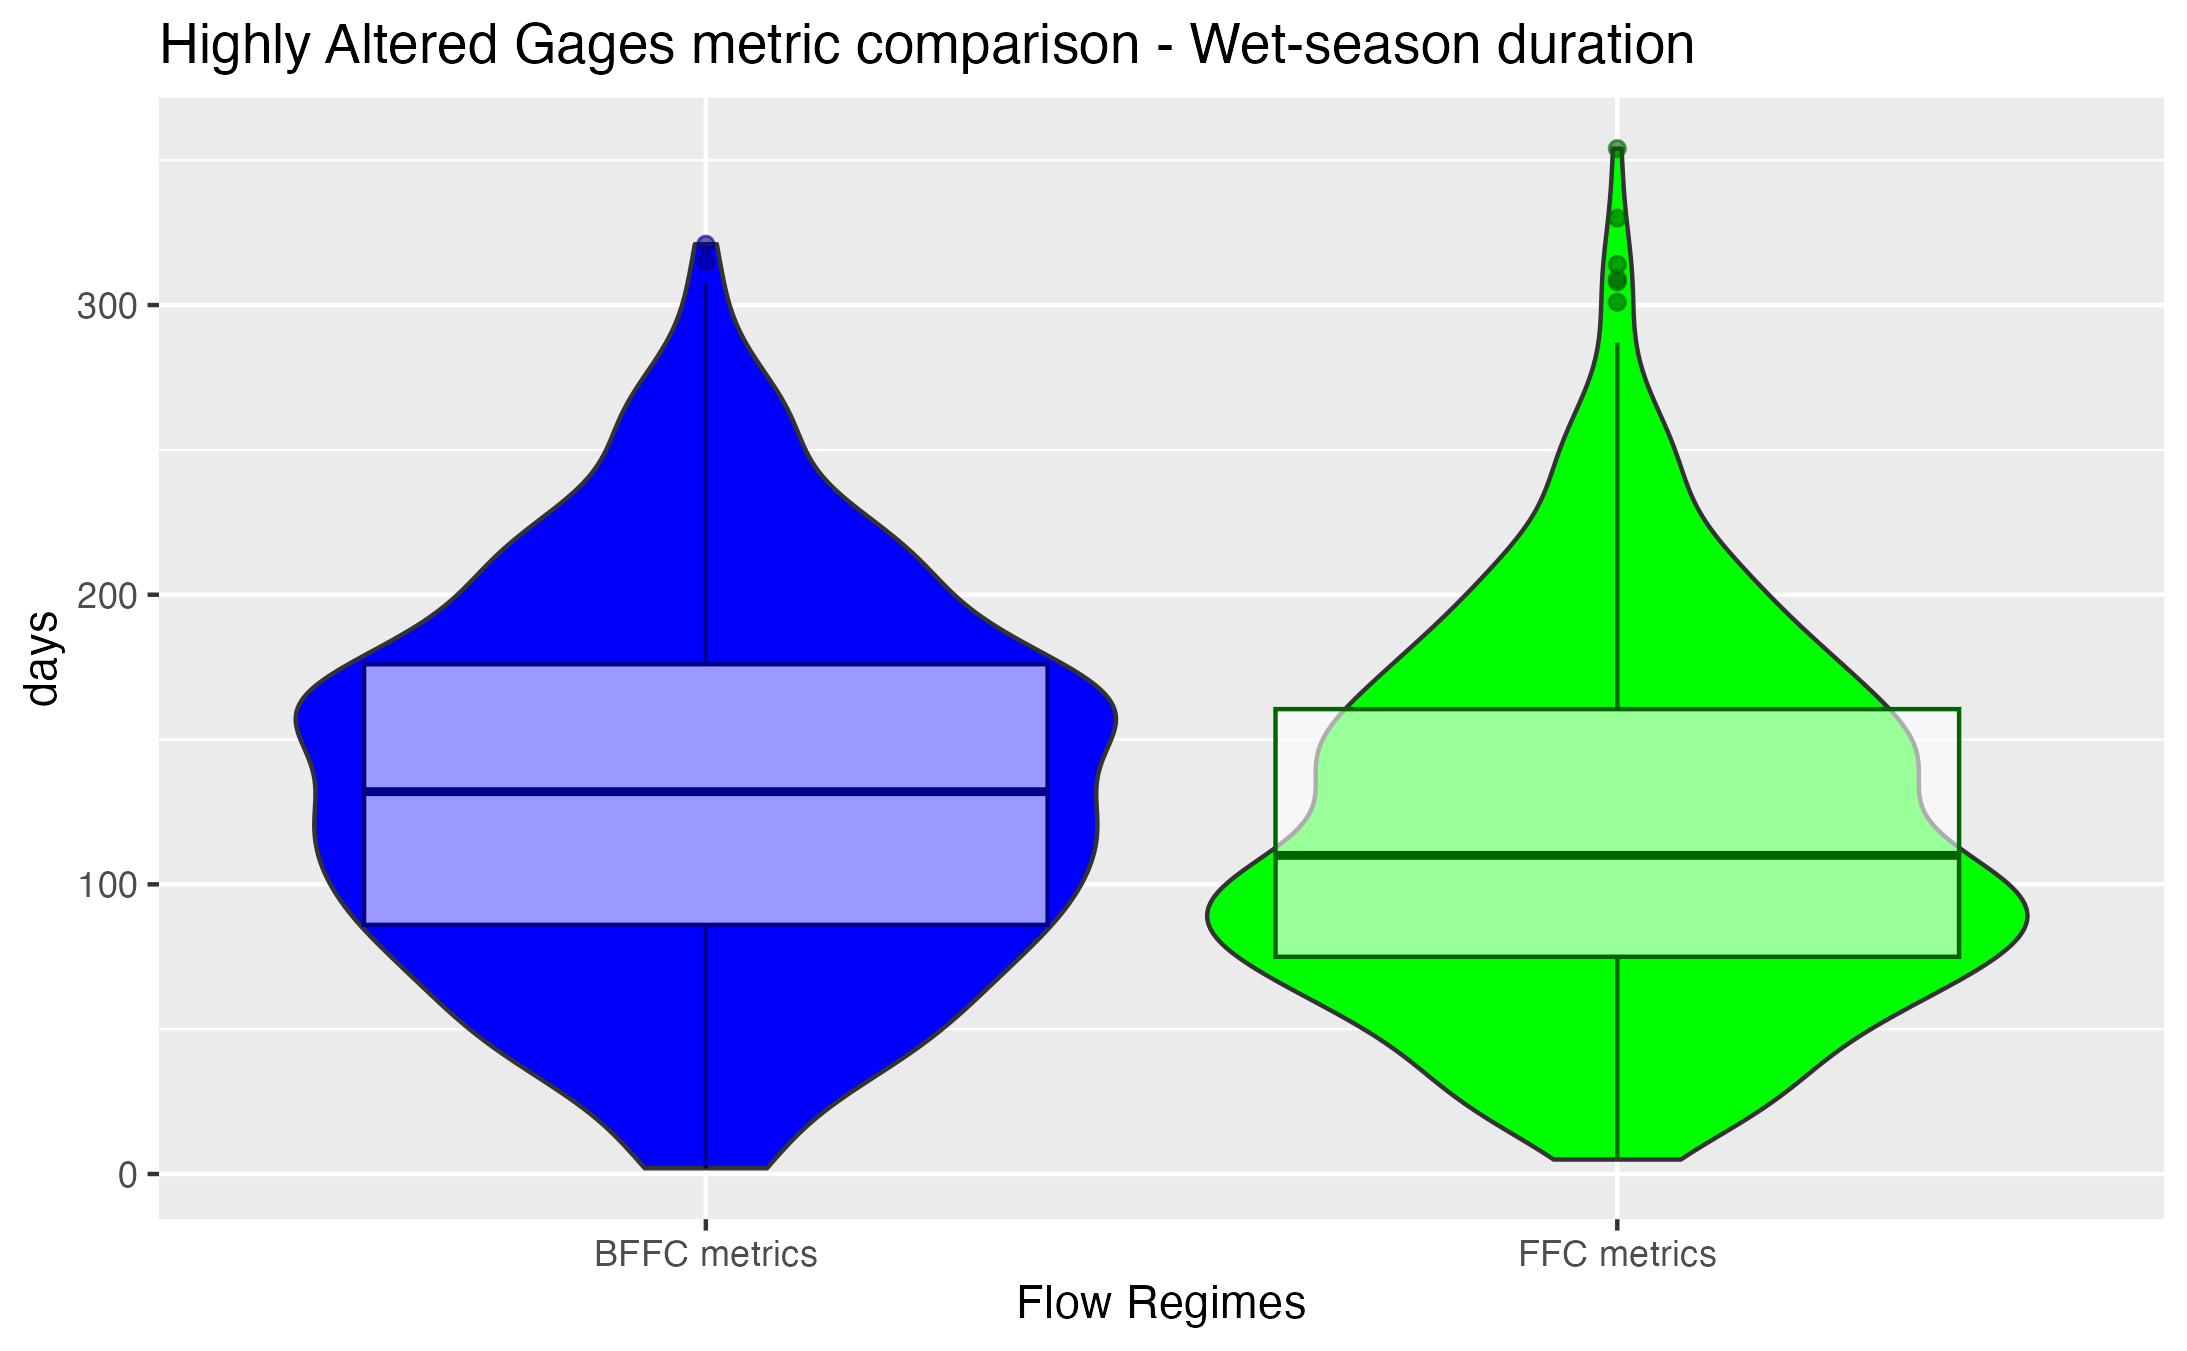 Highly Altered Gages metric comparison - Wet-season duration
days
300
200
100
0
BFFC metrics
FFC metrics
Flow Regimes